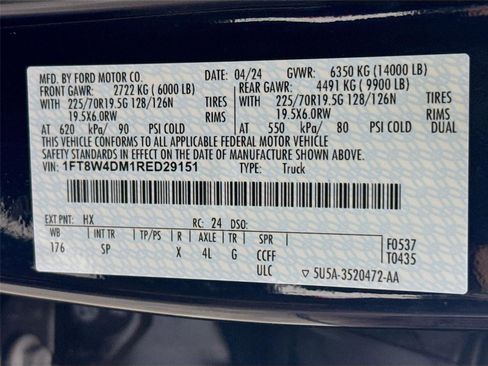 MFD. BY FORD MOTOR CO. DATE: 04/24 GVWR: 6350 KG (14000 LB)
FRONT GAWR: 2722 KG ( 6000 LB) REAR GAWR: 4491 KG ( 9900 LB)
WITH 225/70R19.5G 128/126N TIRES WITH 225/70R19.5G 128/126N TIRES
19.5X6.0RW RIMS 19.5X6.0RW RIMS
AT 620 kPa/ 90 PSI COLD AT 550 kPa/ 80 PSI COLD DUAL
THIS VEHICLE CONFORMS TO ALL APPLICABLE FEDERAL MOTOR VEHICLE
SAFETY STANDARDS IN EFFECT ON THE DATE OF MANUFACTURE SHOWN ABOVE.
VIN: 1FT8W4DM1RED29151 TYPE: Truck
EXT PNT: HX RC: 24 DSO: F0537
WB INT TR TP/PS R AXLE TR SPR T0435
176 SP X 4L G CCFF
ULC ▽ 5U5A-3520472-AA